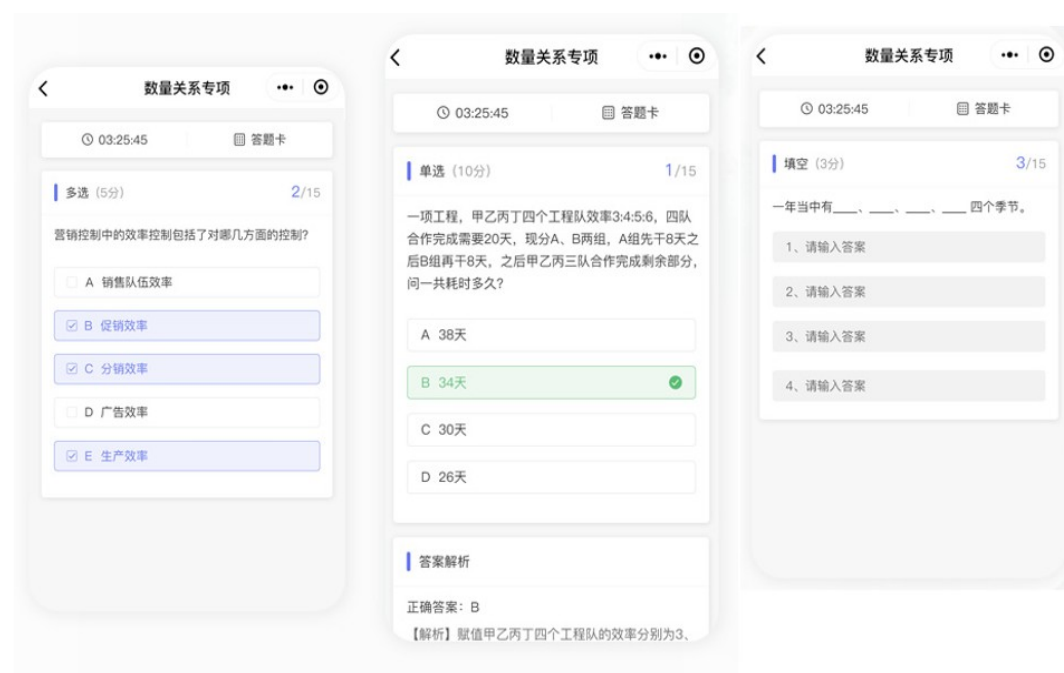 数量关系专项
03:25:45
答题卡
多选（5分）
2/15
营销控制中的效率控制包括了对哪几方面的控制?
A 销售队伍效率
B 促销效率
C 分销效率
D 广告效率
E 生产效率
数量关系专项
03:25:45
答题卡
单选（10分）
1/15
一项工程，甲乙丙丁四个工程队效率3:4:5:6，四队
合作完成需要20天，现分A、B两组，A组先干8天之
后B组再干8天，之后甲乙丙三队合作完成剩余部分，
问一共耗时多久?
A 38天
B 34天
C 30天
D 26天
答案解析
正确答案：B
【解析】赋值甲乙丙丁四个工程队的效率分别为3、
数量关系专项
03:25:45
答题卡
填空（3分）
3/15
一年当中有____、____、____、____ 四个季节。
1、请输入答案
2、请输入答案
3、请输入答案
4、请输入答案